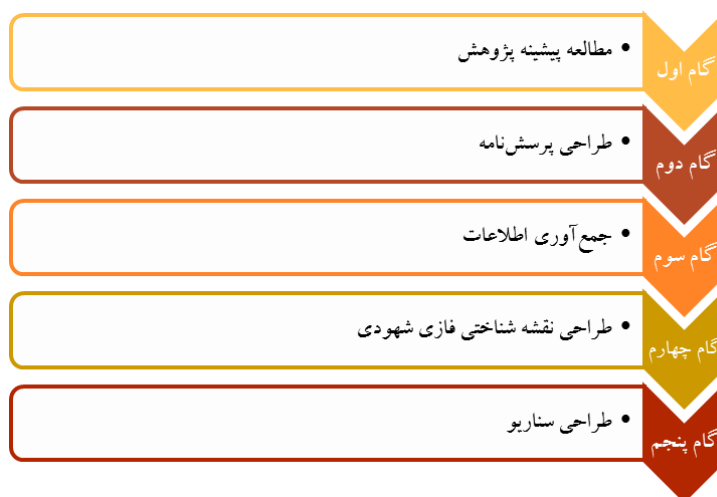 گام اول
• مطالعه پیشینه پژوهش
گام دوم
• طراحی پرسش‌نامه
گام سوم
• جمع‌آوری اطلاعات
گام چهارم
• طراحی نقشه شناختی فازی شهودی
گام پنجم
• طراحی سناریو